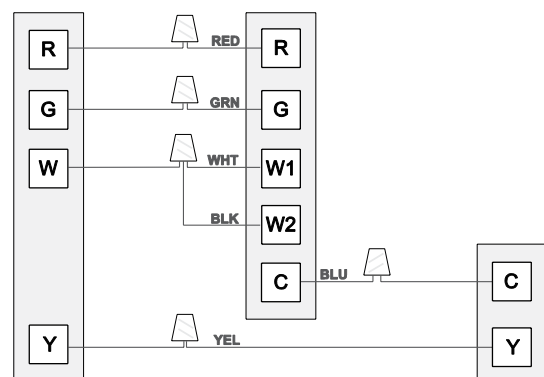 R RED R
G GRN G
W WHT W1
BLK W2
C BLU C
Y YEL Y